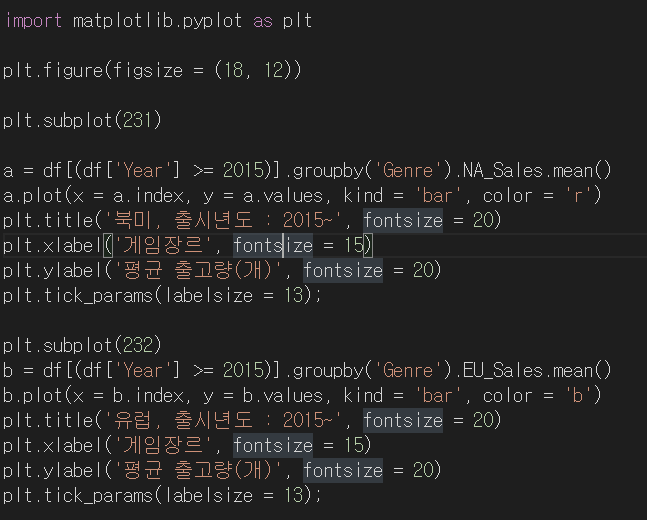 import matplotlib.pyplot as plt
plt.figure(figsize = (18, 12))
plt.subplot(231)
a = df[(df['Year'] >= 2015)].groupby('Genre').NA_Sales.mean()
a.plot(x = a.index, y = a.values, kind = 'bar', color = 'r')
plt.title('북미, 출시년도 : 2015~', fontsize = 20)
plt.xlabel('게임장르', fontsize = 15)
plt.ylabel('평균 출고량(개)', fontsize = 20)
plt.tick_params(labelsize = 13);
plt.subplot(232)
b = df[(df['Year'] >= 2015)].groupby('Genre').EU_Sales.mean()
b.plot(x = b.index, y = b.values, kind = 'bar', color = 'b')
plt.title('유럽, 출시년도 : 2015~', fontsize = 20)
plt.xlabel('게임장르', fontsize = 15)
plt.ylabel('평균 출고량(개)', fontsize = 20)
plt.tick_params(labelsize = 13);